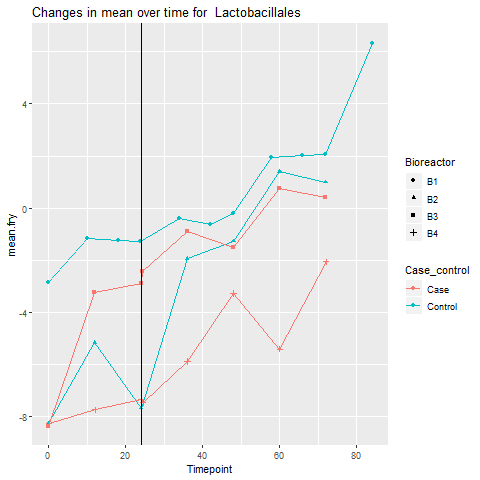 Changes in mean over time for  Lactobacillales
mean.fry
4
0
-4
-8
0
20
40
60
80
Timepoint
Bioreactor
B1
B2
B3
B4
Case_control
Case
Control